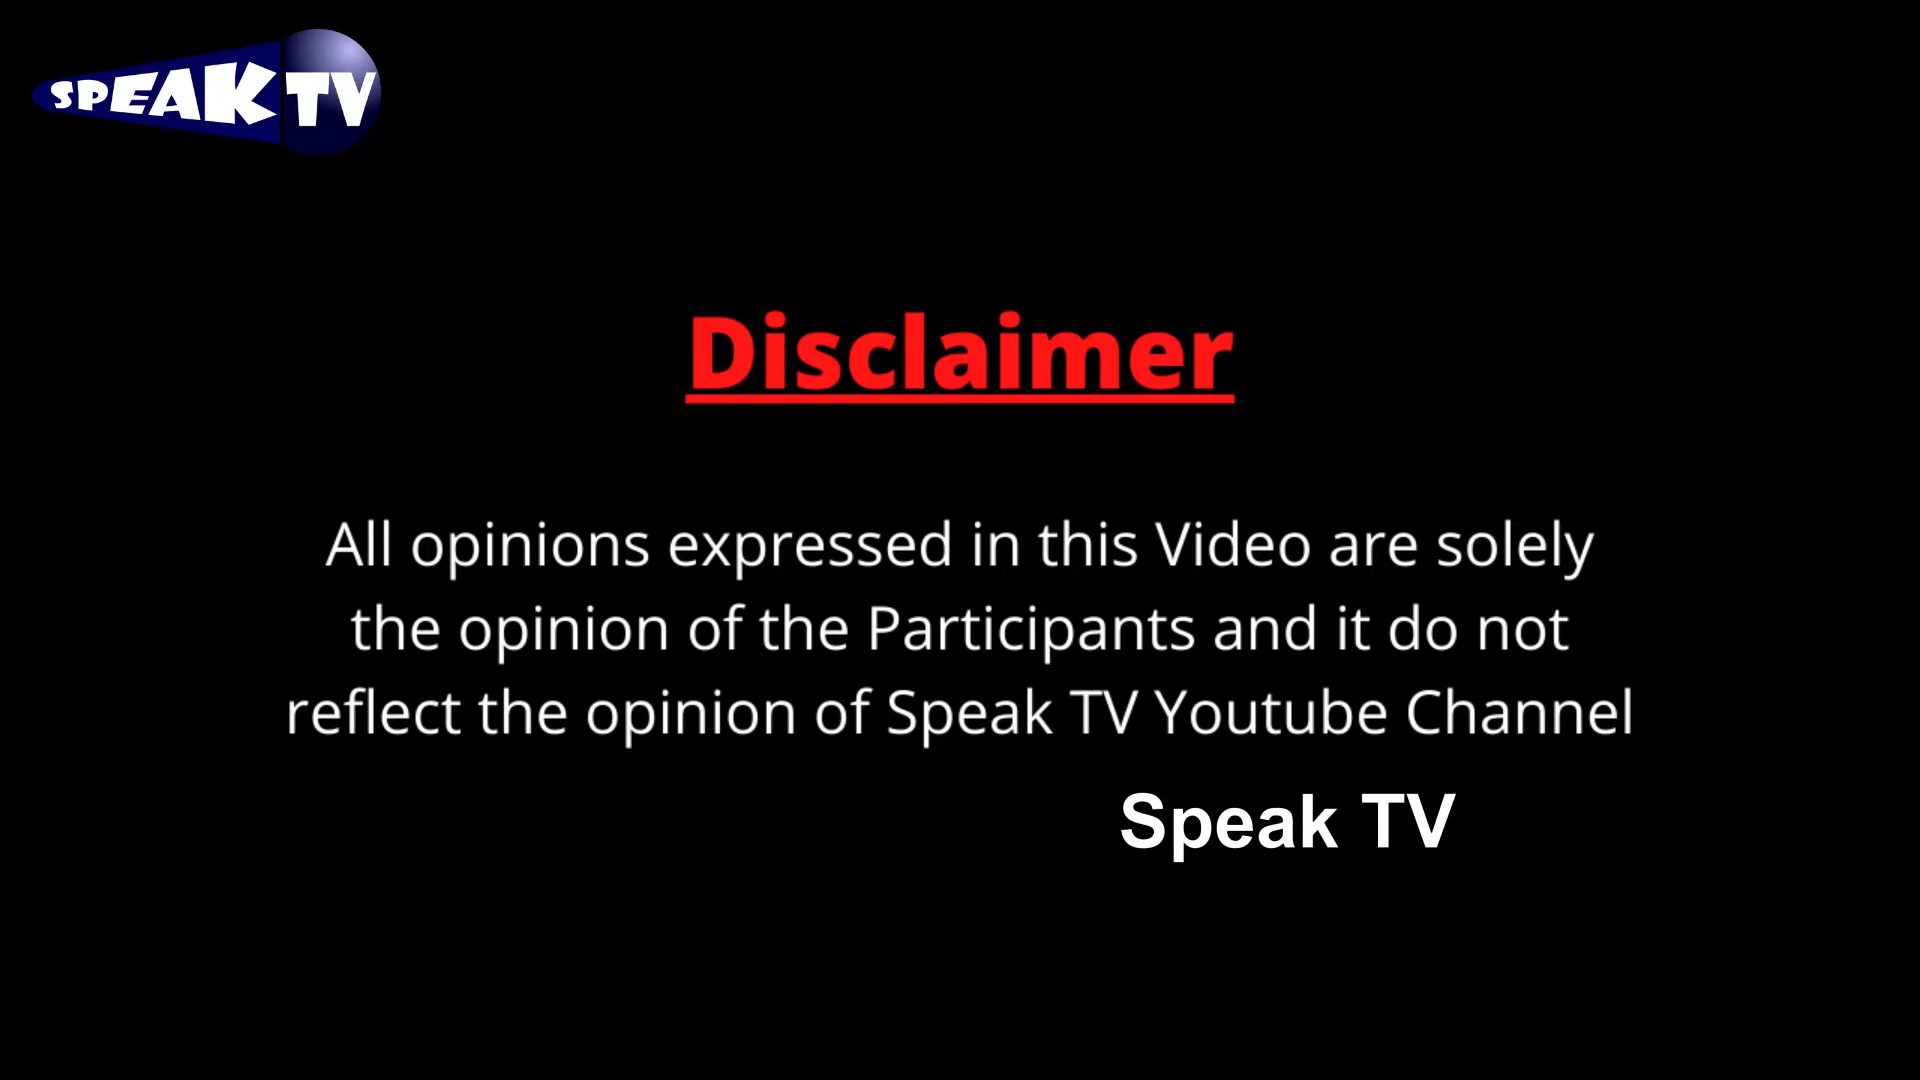 SPEAK TV
Disclaimer
All opinions expressed in this Video are solely
the opinion of the Participants and it do not
reflect the opinion of Speak TV Youtube Channel
Speak TV